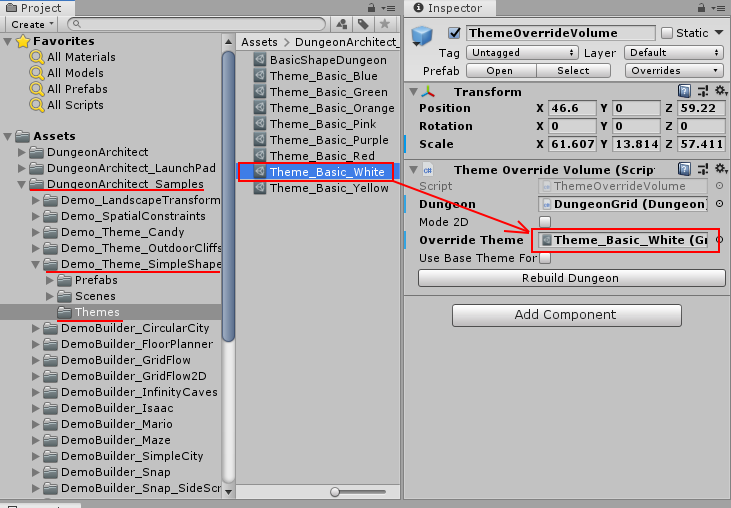 Project
Create
Favorites
All Materials
All Models
All Prefabs
All Scripts
Assets
DungeonArchitect
DungeonArchitect_LaunchPad
DungeonArchitect_Samples
Demo_LandscapeTransform
Demo_SpatialConstraints
Demo_Theme_Candy
Demo_Theme_OutdoorCliffs
Demo_Theme_SimpleShape
Prefabs
Scenes
Themes
DemoBuilder_CircularCity
DemoBuilder_FloorPlanner
DemoBuilder_GridFlow
DemoBuilder_GridFlow2D
DemoBuilder_InfinityCaves
DemoBuilder_Isaac
DemoBuilder_Mario
DemoBuilder_Maze
DemoBuilder_SimpleCity
DemoBuilder_Snap
DemoBuilder_Snap_SideScr
Assets DungeonArchitect_
BasicShapeDungeon
Theme_Basic_Blue
Theme_Basic_Green
Theme_Basic_Orange
Theme_Basic_Pink
Theme_Basic_Purple
Theme_Basic_Red
Theme_Basic_White
Theme_Basic_Yellow
Inspector
ThemeOverrideVolume Static
Tag Untagged Layer Default
Prefab Open Select Overrides
Transform
Position X 46.6 Y 0 Z 59.22
Rotation X 0 Y 0 Z 0
Scale X 61.607 Y 13.814 Z 57.411
Theme Override Volume (Script
Script ThemeOverrideVolume
Dungeon DungeonGrid (Dungeon
Mode 2D
Override Theme Theme_Basic_White (Gr
Use Base Theme For
Rebuild Dungeon
Add Component